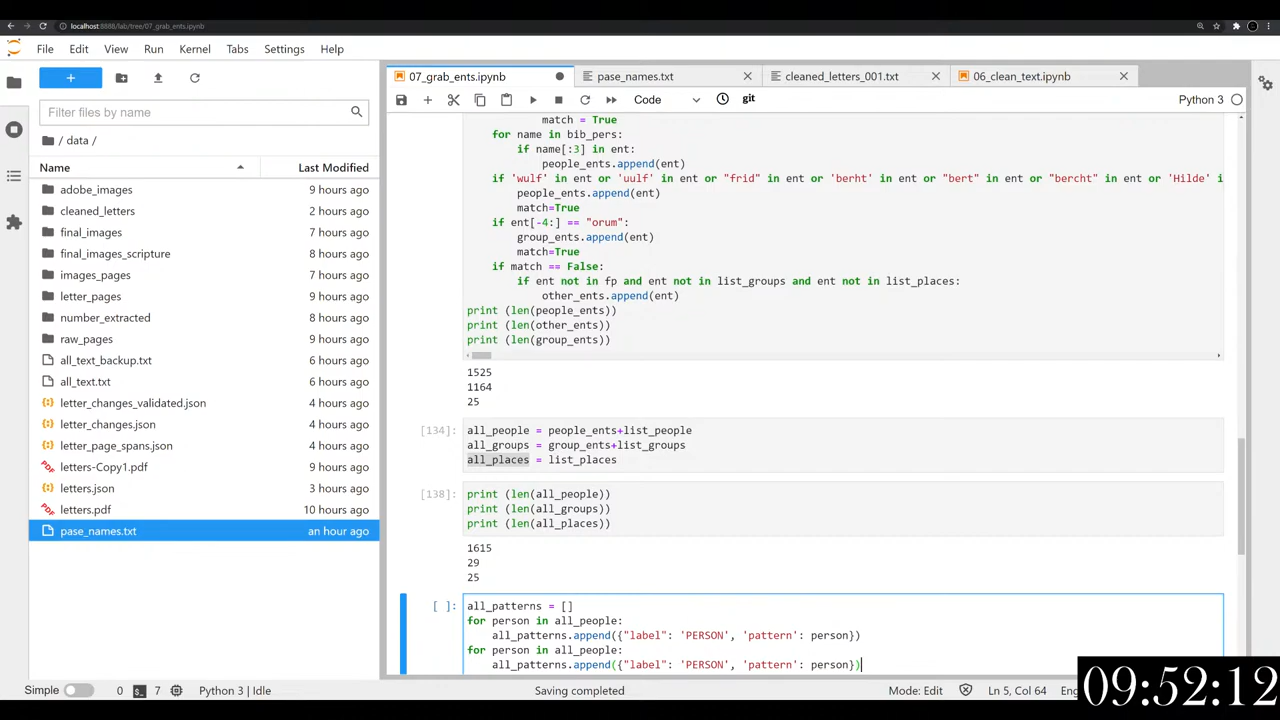 localhost:8888/lab/tree/07_grab_ents.ipynb
File Edit View Run Kernel Tabs Settings Help
+
Filter files by name
/ data /
Name Last Modified
adobe_images 9 hours ago
cleaned_letters 2 hours ago
final_images 7 hours ago
final_images_scripture 8 hours ago
images_pages 7 hours ago
letter_pages 9 hours ago
number_extracted 8 hours ago
raw_pages 9 hours ago
all_text_backup.txt 6 hours ago
all_text.txt 6 hours ago
letter_changes_validated.json 4 hours ago
letter_changes.json 4 hours ago
letter_page_spans.json 4 hours ago
letters-Copy1.pdf 9 hours ago
letters.json 3 hours ago
letters.pdf 10 hours ago
pase_names.txt an hour ago
07_grab_ents.ipynb pase_names.txt cleaned_letters_001.txt 06_clean_text.ipynb
Code git Python 3
match = True
for name in bib_pers:
if name[:3] in ent:
people_ents.append(ent)
if 'wulf' in ent or 'uulf' in ent or "frid" in ent or 'berht' in ent or "bert" in ent or "bercht" in ent or 'Hilde' i
people_ents.append(ent)
match=True
if ent[-4:] == "orum":
group_ents.append(ent)
match=True
if match == False:
if ent not in fp and ent not in list_groups and ent not in list_places:
other_ents.append(ent)
print (len(people_ents))
print (len(other_ents))
print (len(group_ents))
1525
1164
25
[134]: all_people = people_ents+list_people
all_groups = group_ents+list_groups
all_places = list_places
[138]: print (len(all_people))
print (len(all_groups))
print (len(all_places))
1615
29
25
[ ]: all_patterns = []
for person in all_people:
all_patterns.append({"label": 'PERSON', 'pattern': person})
for person in all_people:
all_patterns.append({"label": 'PERSON', 'pattern': person})
Simple 0 7 Python 3 | Idle Saving completed Mode: Edit Ln 5, Col 64
09:52:12